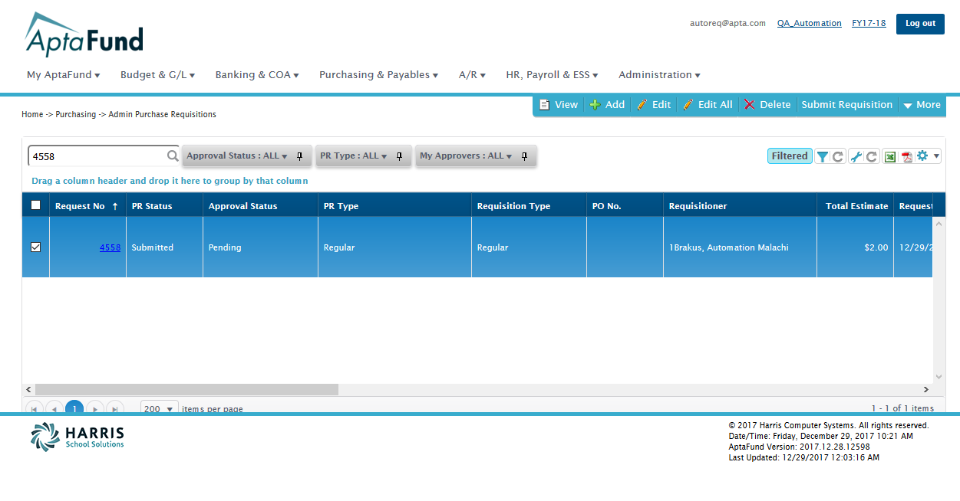 AptaFund
autoreq@apta.com QA_Automation FY17-18 Log out
My AptaFund Budget & G/L Banking & COA Purchasing & Payables A/R HR, Payroll & ESS Administration
View Add Edit Edit All Delete Submit Requisition More
Home -> Purchasing -> Admin Purchase Requisitions
4558 Approval Status : ALL PR Type : ALL My Approvers : ALL Filtered
Drag a column header and drop it here to group by that column
Request No ↑ PR Status Approval Status PR Type Requisition Type PO No. Requisitioner Total Estimate Request
4558 Submitted Pending Regular Regular 1Brakus, Automation Malachi $2.00 12/29/2
1 200 items per page 1 - 1 of 1 items
HARRIS
School Solutions
© 2017 Harris Computer Systems. All rights reserved.
Date/Time: Friday, December 29, 2017 10:21 AM
AptaFund Version: 2017.12.28.12598
Last Updated: 12/29/2017 12:03:16 AM